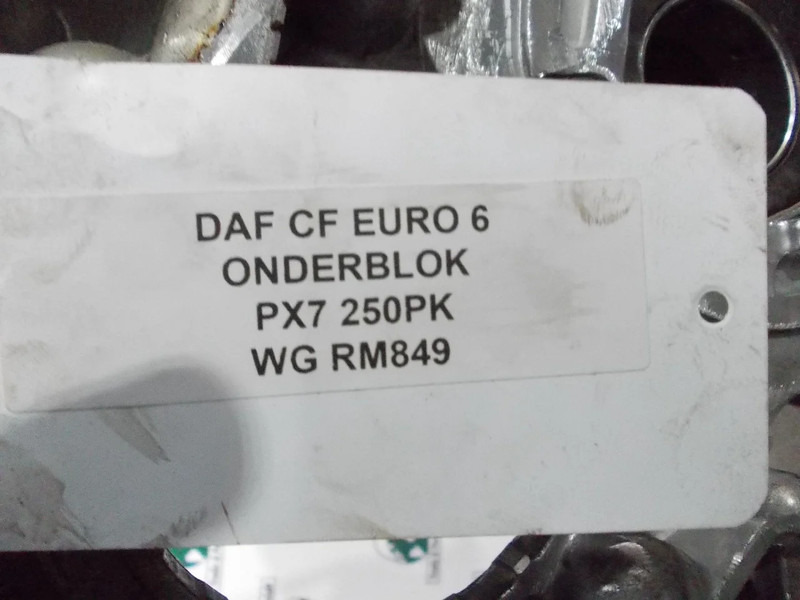 DAF CF EURO 6
ONDERBLOK
PX7 250PK
WG RM849